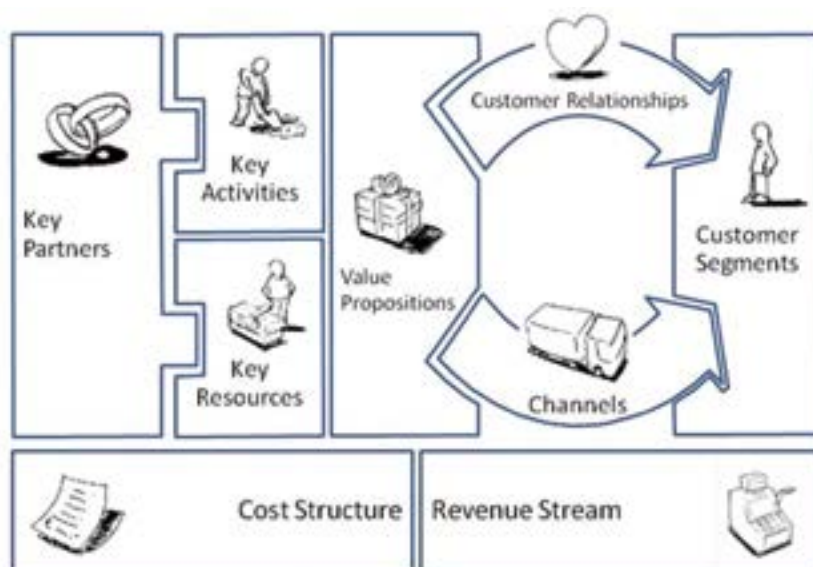 Key
Partners
Key
Activities
Key
Resources
Value
Propositions
Customer Relationships
Channels
Customer
Segments
Cost Structure
Revenue Stream